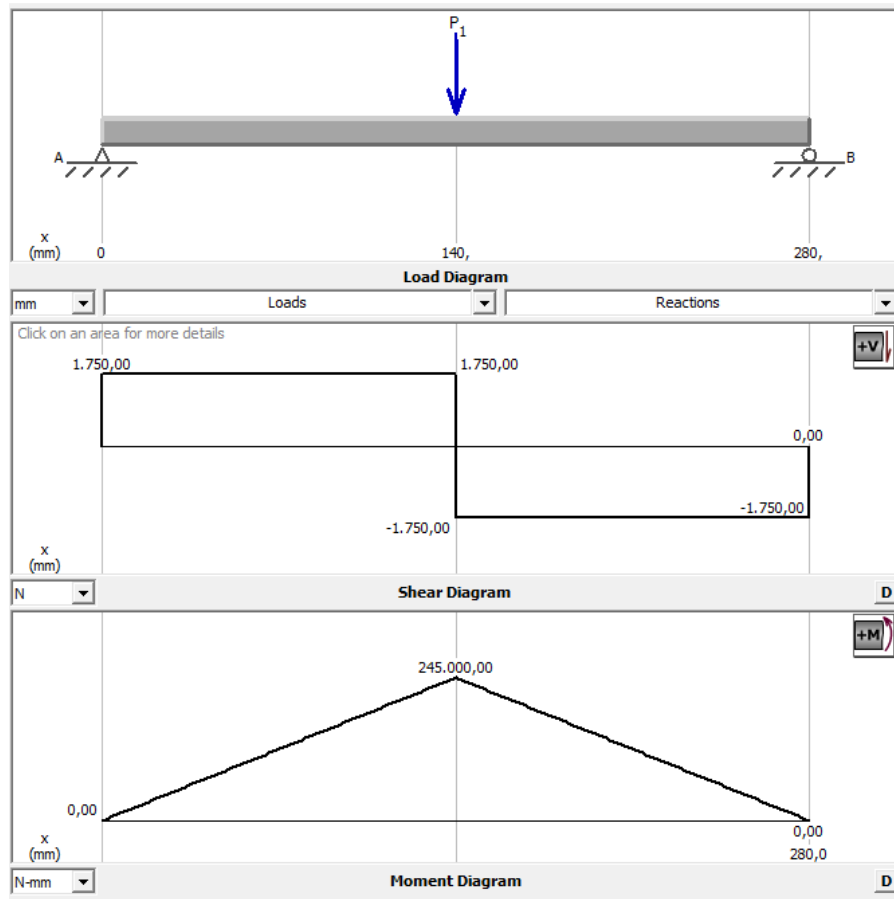 P1
A
B
x
(mm)
0
140,
280,
Load Diagram
mm
Loads
Reactions
Click on an area for more details
+V
1.750,00
1.750,00
0,00
-1.750,00
-1.750,00
x
(mm)
N
Shear Diagram
D
+M
245.000,00
0,00
0,00
x
(mm)
280,0
N-mm
Moment Diagram
D